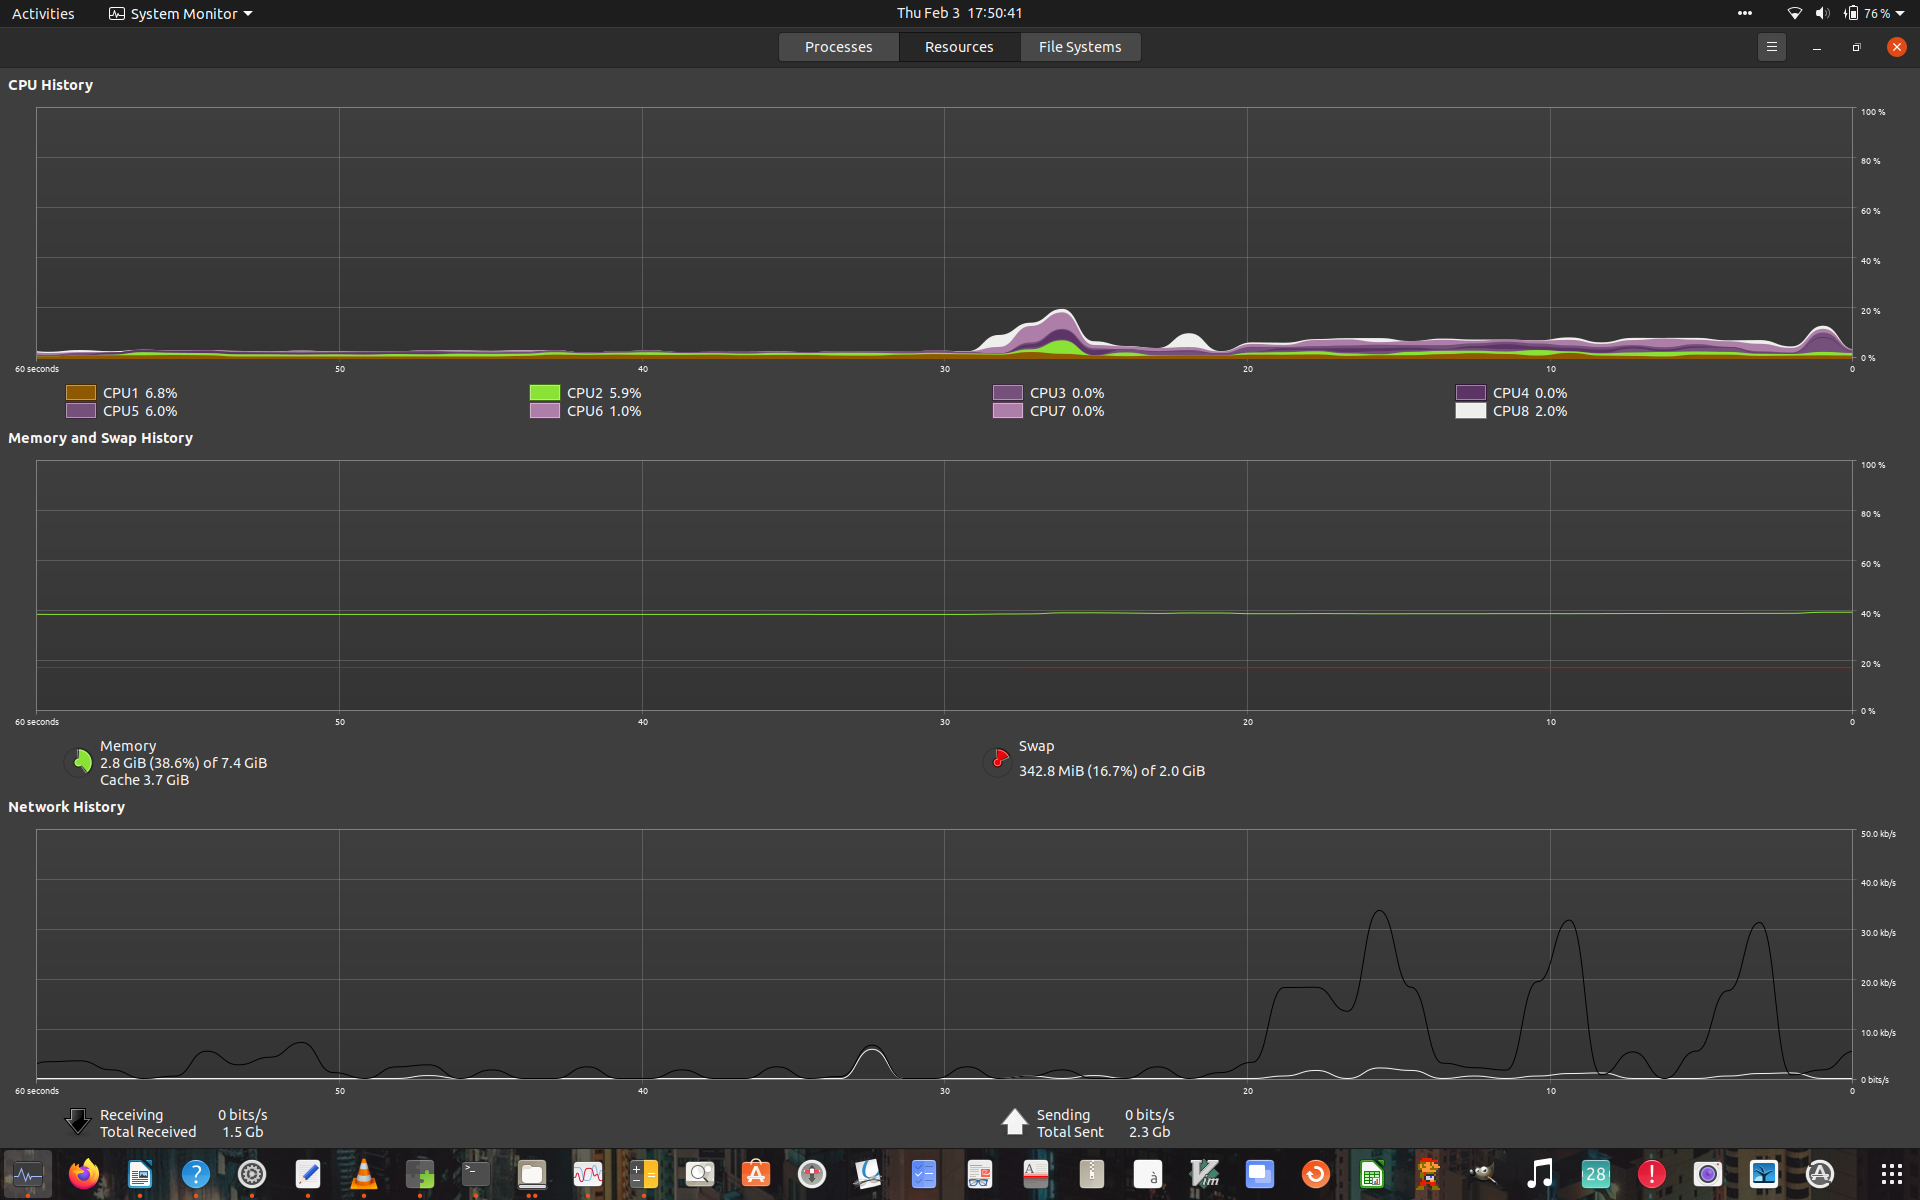 Activities System Monitor Thu Feb 3 17:50:41 76 %
Processes Resources File Systems
CPU History
100 %
80 %
60 %
40 %
20 %
0 %
60 seconds 50 40 30 20 10 0
CPU1 6.8% CPU2 5.9% CPU3 0.0% CPU4 0.0%
CPU5 6.0% CPU6 1.0% CPU7 0.0% CPU8 2.0%
Memory and Swap History
100 %
80 %
60 %
40 %
20 %
0 %
60 seconds 50 40 30 20 10 0
Memory
2.8 GiB (38.6%) of 7.4 GiB
Cache 3.7 GiB
Swap
342.8 MiB (16.7%) of 2.0 GiB
Network History
50.0 kb/s
40.0 kb/s
30.0 kb/s
20.0 kb/s
10.0 kb/s
0 bits/s
60 seconds 50 40 30 20 10 0
Receiving 0 bits/s
Total Received 1.5 Gb
Sending 0 bits/s
Total Sent 2.3 Gb
? >_ A A à Vim 28 !